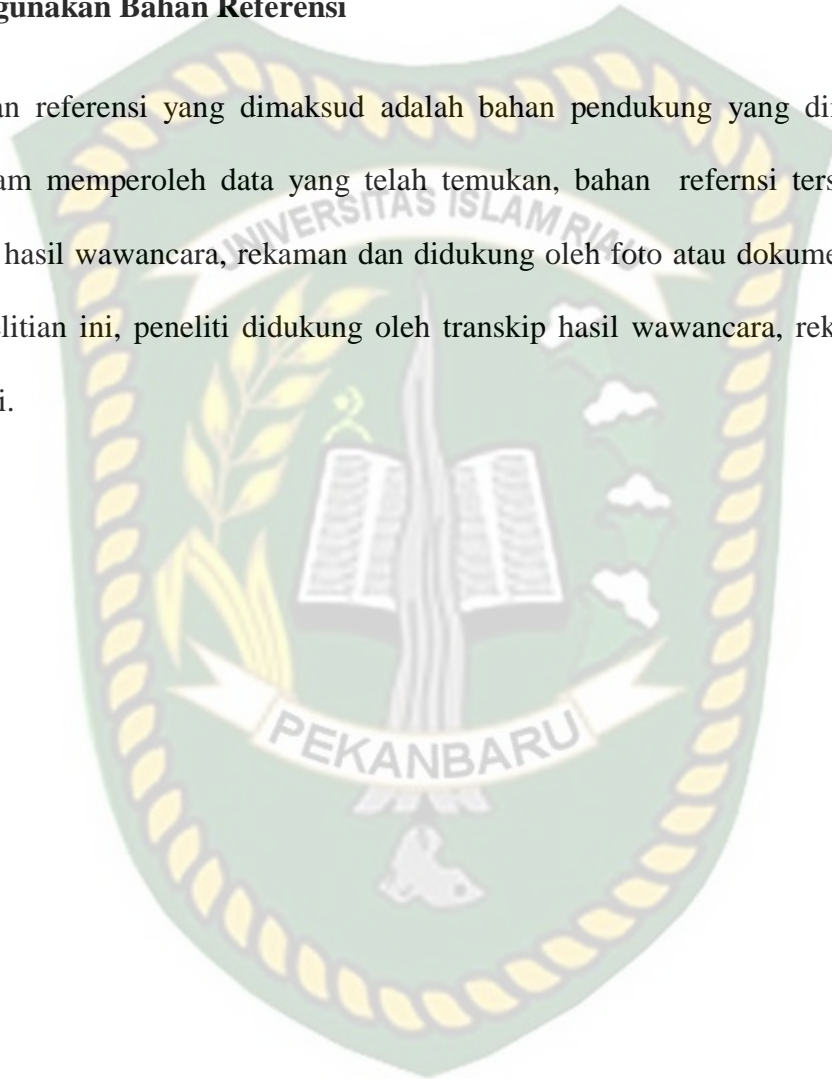 gunakan Bahan Referensi
an referensi yang dimaksud adalah bahan pendukung yang di
am memperoleh data yang telah temukan, bahan refernsi ters
hasil wawancara, rekaman dan didukung oleh foto atau dokume
litian ini, peneliti didukung oleh transkip hasil wawancara, rek
i.
UNIVERSITAS ISLAM RIAU
PEKANBARU